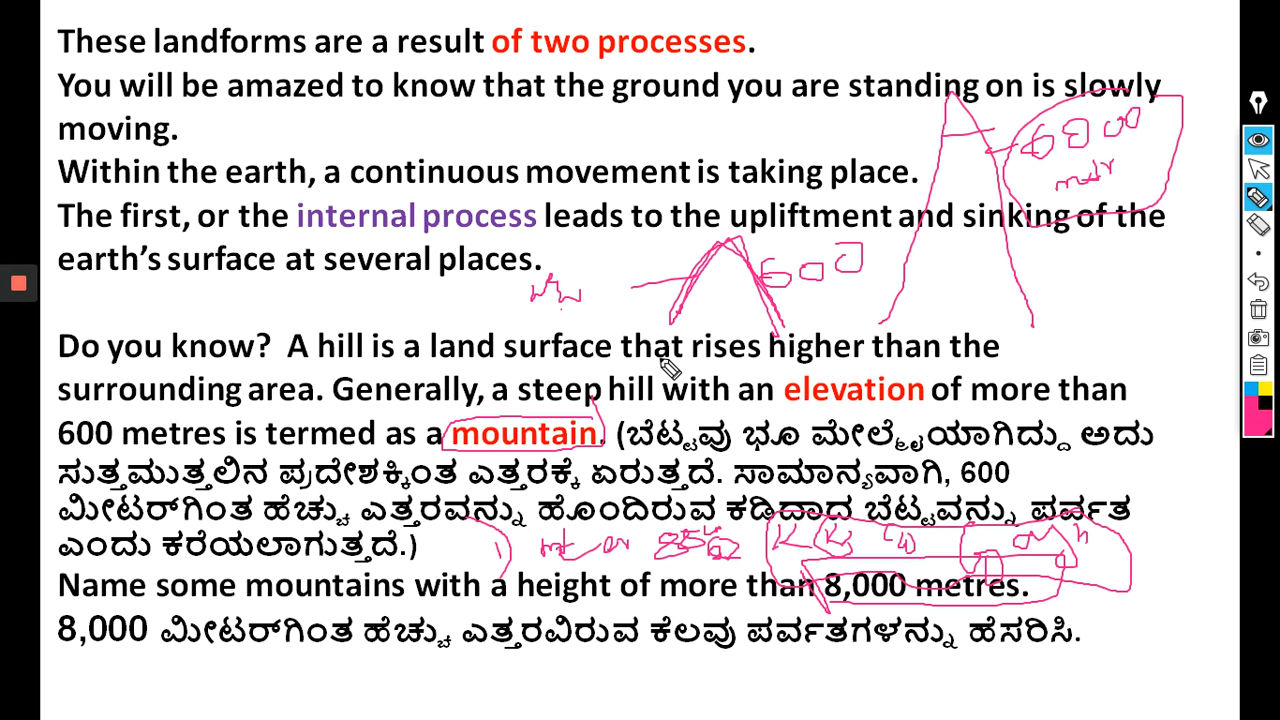 These landforms are a result of two processes.
You will be amazed to know that the ground you are standing on is slowly
moving.
Within the earth, a continuous movement is taking place.
The first, or the internal process leads to the upliftment and sinking of the
earth’s surface at several places.
600
Do you know? A hill is a land surface that rises higher than the
surrounding area. Generally, a steep hill with an elevation of more than
600 metres is termed as a mountain. (ಬೆಟ್ಟವು ಭೂ ಮೇಲ್ಮೈಯಾಗಿದ್ದು ಅದು
ಸುತ್ತಮುತ್ತಲಿನ ಪ್ರದೇಶಕ್ಕಿಂತ ಎತ್ತರಕ್ಕೆ ಏರುತ್ತದೆ. ಸಾಮಾನ್ಯವಾಗಿ, 600
ಮೀಟರ್‌ಗಿಂತ ಹೆಚ್ಚು ಎತ್ತರವನ್ನು ಹೊಂದಿರುವ ಕಡಿದಾದ ಬೆಟ್ಟವನ್ನು ಪರ್ವತ
ಎಂದು ಕರೆಯಲಾಗುತ್ತದೆ.)
Name some mountains with a height of more than 8,000 metres.
8,000 ಮೀಟರ್‌ಗಿಂತ ಹೆಚ್ಚು ಎತ್ತರವಿರುವ ಕೆಲವು ಪರ್ವತಗಳನ್ನು ಹೆಸರಿಸಿ.